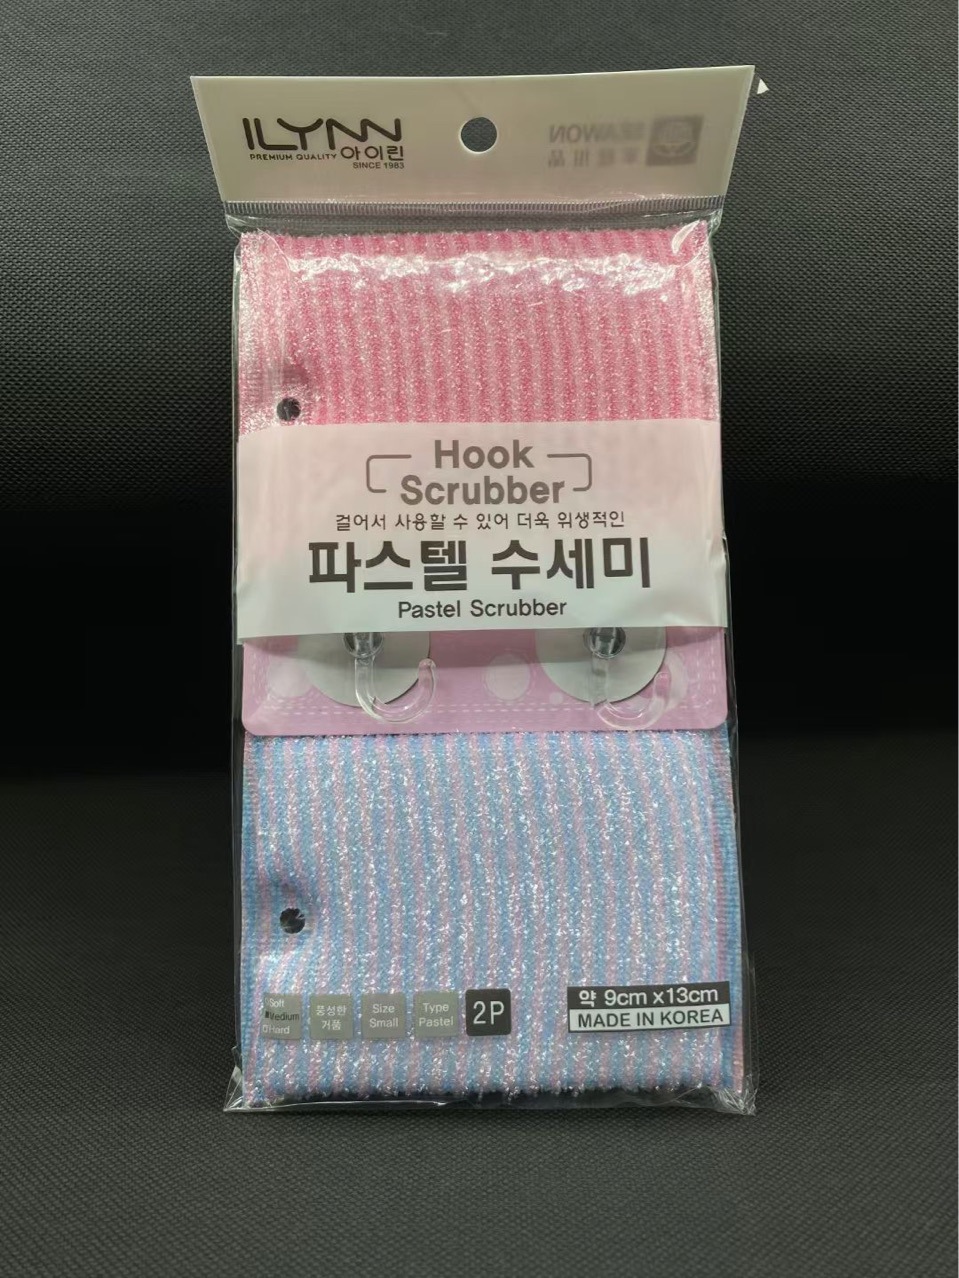 ILYNN
PREMIUM QUALITY 아이린
SINCE 1983
Hook
Scrubber
걸어서 사용할 수 있어 더욱 위생적인
파스텔 수세미
Pastel Scrubber
Soft
Medium
Hard
풍성한
거품
Size
Small
Type
Pastel
2P
약 9cm x13cm
MADE IN KOREA